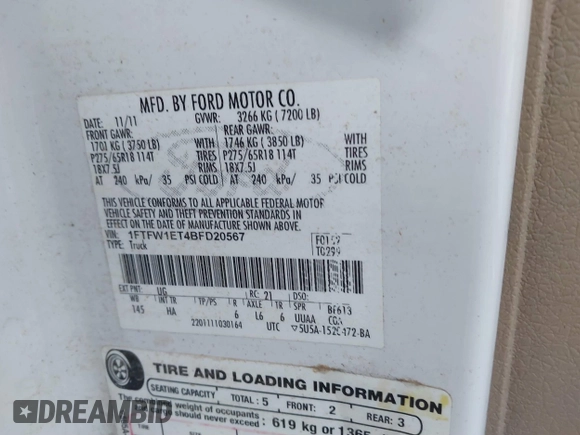 MFD. BY FORD MOTOR CO.
DATE: 11/11 GVWR: 3266 KG ( 7200 LB)
FRONT GAWR: REAR GAWR:
1701 KG (3750 LB) 1746 KG ( 3850 LB)
P275/65R18 114T TIRES P275/65R18 114T TIRES
18X7.5J RIMS 18X7.5J RIMS
AT 240 kPa/ 35 PSI COLD AT 240 kPa/ 35 PSI COLD
THIS VEHICLE CONFORMS TO ALL APPLICABLE FEDERAL MOTOR
VEHICLE SAFETY AND THEFT PREVENTION STANDARDS IN
EFFECT ON THE DATE OF MANUFACTURE SHOWN ABOVE.
VIN: 1FTFW1ET4BFD20567
TYPE: Truck
T0299
EXT PNT: UG RC: 21 DSO:
WB INT TR TP/PS R AXLE TR SPR BF613
145 HA 6 L6 6 UUAA
2201111030164 UTC
TIRE AND LOADING INFORMATION
SEATING CAPACITY TOTAL: 5 FRONT: 2 REAR: 3
weight of occupants
should never exceed: 619 kg or 1365
DREAMBID